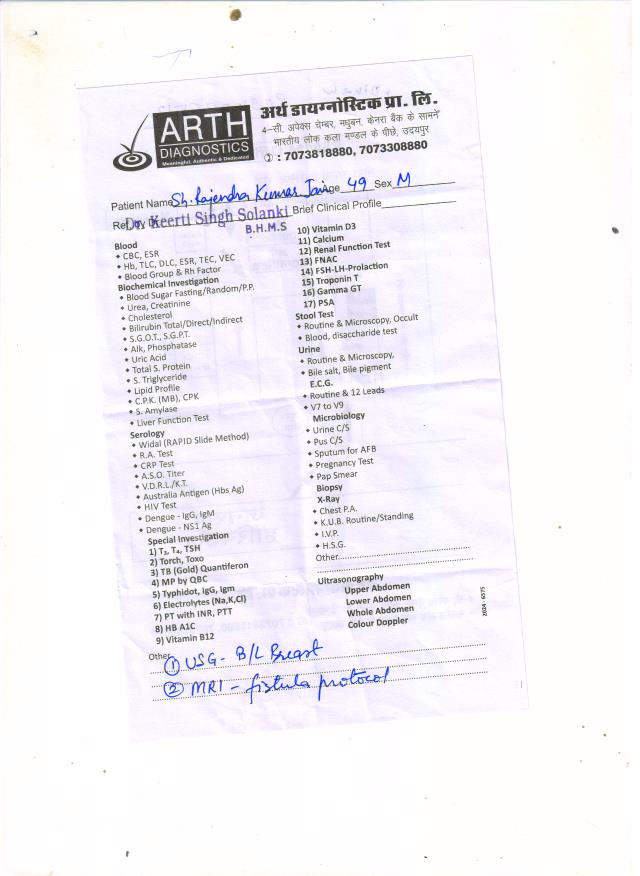 ARTH
DIAGNOSTICS
Meaningful, Authentic & Dedicated
अर्थ डायग्नोस्टिक प्रा. लि.
4-सी, अपेक्स चेम्बर, मधुबन, केनरा बैंक के सामने
भारतीय लोक कला मण्डल के पीछे, उदयपुर
: 7073818880, 7073308880
Patient Name Sh. Rajendra Kumar Jain Age 49 Sex M
Ref. By Dr. Keerti Singh Solanki Brief Clinical Profile
B.H.M.S
Blood
CBC, ESR
Hb, TLC, DLC, ESR, TEC, VEC
Blood Group & Rh Factor
Biochemical Investigation
Blood Sugar Fasting/Random/P.P.
Urea, Creatinine
Cholesterol
Bilirubin Total/Direct/Indirect
S.G.O.T., S.G.P.T.
Alk, Phosphatase
Uric Acid
Total S. Protein
S. Triglyceride
Lipid Profile
C.P.K. (MB), CPK
S. Amylase
Liver Function Test
Serology
Widal (RAPID Slide Method)
R.A. Test
CRP Test
A.S.O. Titer
V.D.R.L./K.T.
Australia Antigen (Hbs Ag)
HIV Test
Dengue - IgG, IgM
Dengue - NS1 Ag
Special Investigation
1) T₃, T₄, TSH
2) Torch, Toxo
3) TB (Gold) Quantiferon
4) MP by QBC
5) Typhidot, IgG, Igm
6) Electrolytes (Na,K,Cl)
7) PT with INR, PTT
8) HB A1C
9) Vitamin B12
10) Vitamin D3
11) Calcium
12) Renal Function Test
13) FNAC
14) FSH-LH-Prolaction
15) Troponin T
16) Gamma GT
17) PSA
Stool Test
Routine & Microscopy, Occult
Blood, disaccharide test
Urine
Routine & Microscopy,
Bile salt, Bile pigment
E.C.G.
Routine & 12 Leads
V7 to V9
Microbiology
Urine C/S
Pus C/S
Sputum for AFB
Pregnancy Test
Pap Smear
Biopsy
X-Ray
Chest P.A.
K.U.B. Routine/Standing
I.V.P.
H.S.G.
Other
Ultrasonography
Upper Abdomen
Lower Abdomen
Whole Abdomen
Colour Doppler
2024 - 6575
Other
① USG - B/L Breast
② MRI - fistula protocol